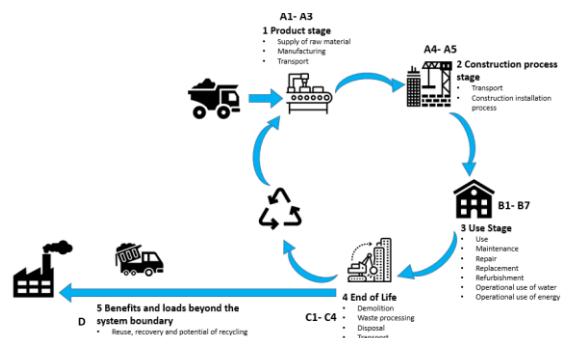 A1- A3
1 Product stage
• Supply of raw material
• Manufacturing
• Transport
A4- A5
2 Construction process
stage
• Transport
• Construction installation
process
B1- B7
3 Use Stage
• Use
• Maintenance
• Repair
• Replacement
• Refurbishment
• Operational use of water
• Operational use of energy
C1- C4
4 End of Life
• Demolition
• Waste processing
• Disposal
• Transport
D
5 Benefits and loads beyond the
system boundary
• Reuse, recovery and potential of recycling